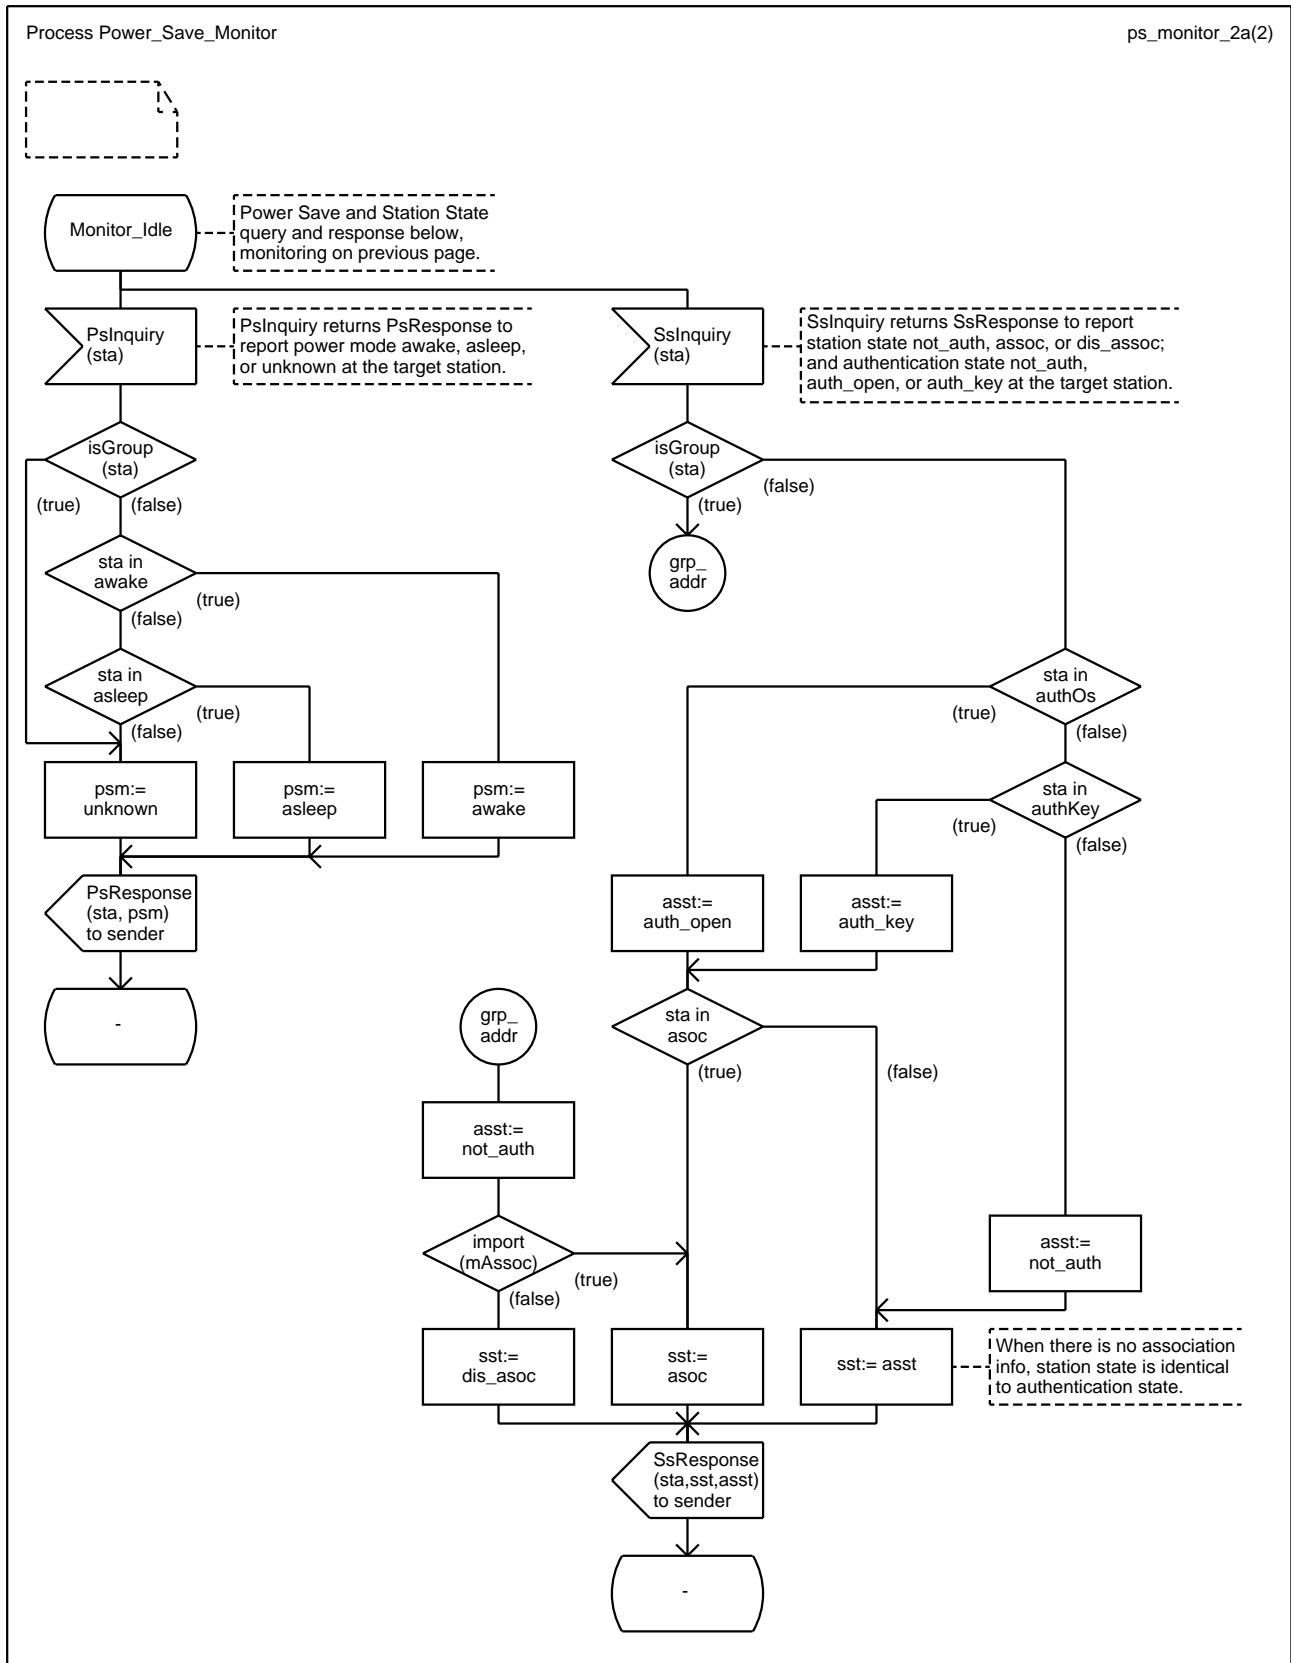 Process Power_Save_Monitor
ps_monitor_2a(2)
Monitor_Idle
Power Save and Station State
query and response below,
monitoring on previous page.
PsInquiry
(sta)
PsInquiry returns PsResponse to
report power mode awake, asleep,
or unknown at the target station.
SsInquiry
(sta)
SsInquiry returns SsResponse to report
station state not_auth, assoc, or dis_assoc;
and authentication state not_auth,
auth_open, or auth_key at the target station.
isGroup
(sta)
(true)
(false)
isGroup
(sta)
(true)
(false)
sta in
awake
(true)
(false)
grp_
addr
sta in
asleep
(true)
(false)
sta in
authOs
(true)
(false)
psm:=
unknown
psm:=
asleep
psm:=
awake
sta in
authKey
(true)
(false)
PsResponse
(sta, psm)
to sender
asst:=
auth_open
asst:=
auth_key
-
grp_
addr
sta in
asoc
(true)
(false)
asst:=
not_auth
import
(mAssoc)
(true)
(false)
asst:=
not_auth
sst:=
dis_asoc
sst:=
asoc
sst:= asst
When there is no association
info, station state is identical
to authentication state.
SsResponse
(sta,sst,asst)
to sender
-